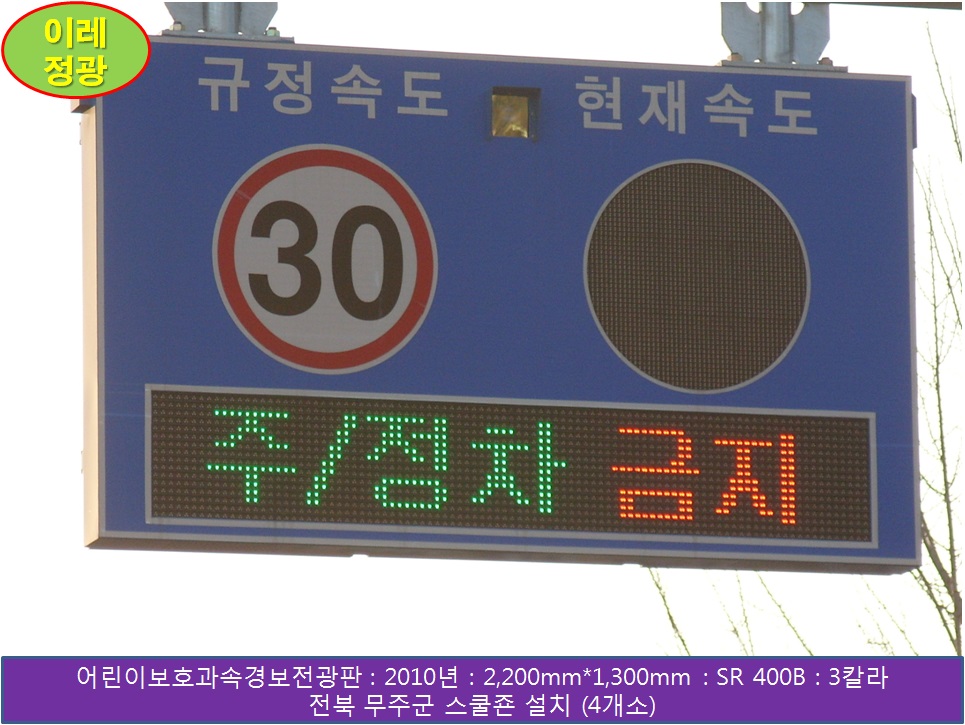 이레
정광
규정속도
현재속도
30
주/정차 금지
어린이보호과속경보전광판 : 2010년 : 2,200mm*1,300mm : SR 400B : 3칼라
전북 무주군 스쿨죤 설치 (4개소)